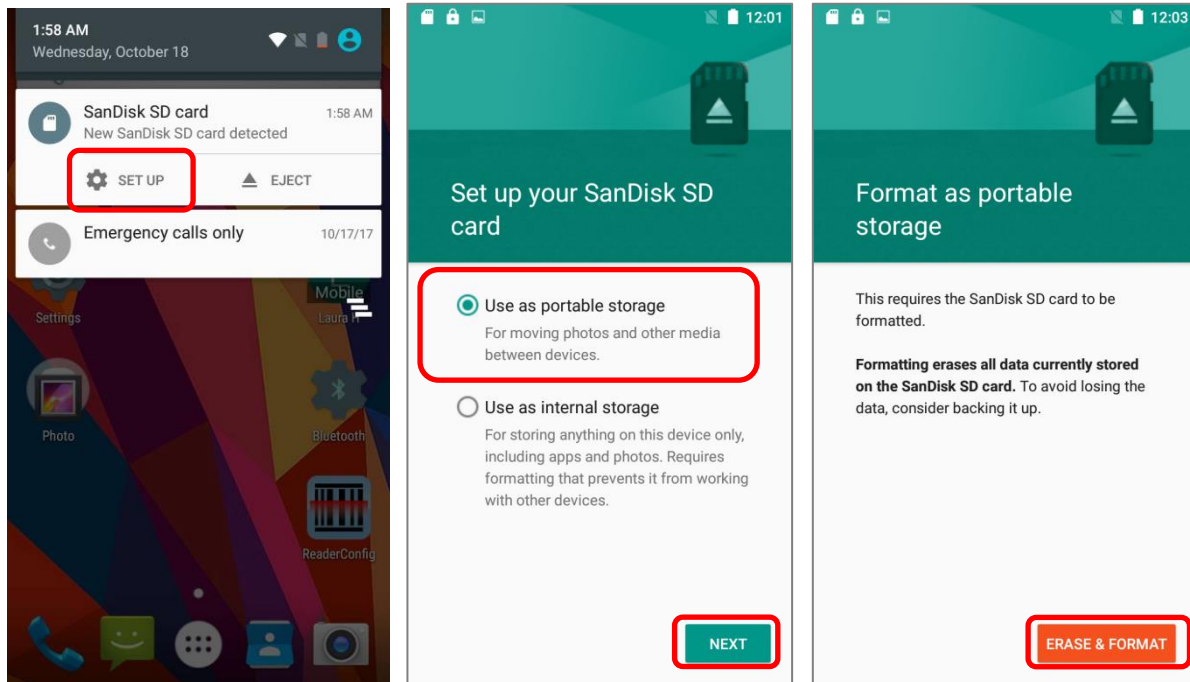 1:58 AM
Wednesday, October 18
SanDisk SD card 1:58 AM
New SanDisk SD card detected
SET UP EJECT
Emergency calls only 10/17/17
Mobile
Settings Laura H
Photo Bluetooth
ReaderConfig
12:01
Set up your SanDisk SD
card
Use as portable storage
For moving photos and other media
between devices.
Use as internal storage
For storing anything on this device only,
including apps and photos. Requires
formatting that prevents it from working
with other devices.
NEXT
12:03
Format as portable
storage
This requires the SanDisk SD card to be
formatted.
Formatting erases all data currently stored
on the SanDisk SD card. To avoid losing the
data, consider backing it up.
ERASE & FORMAT